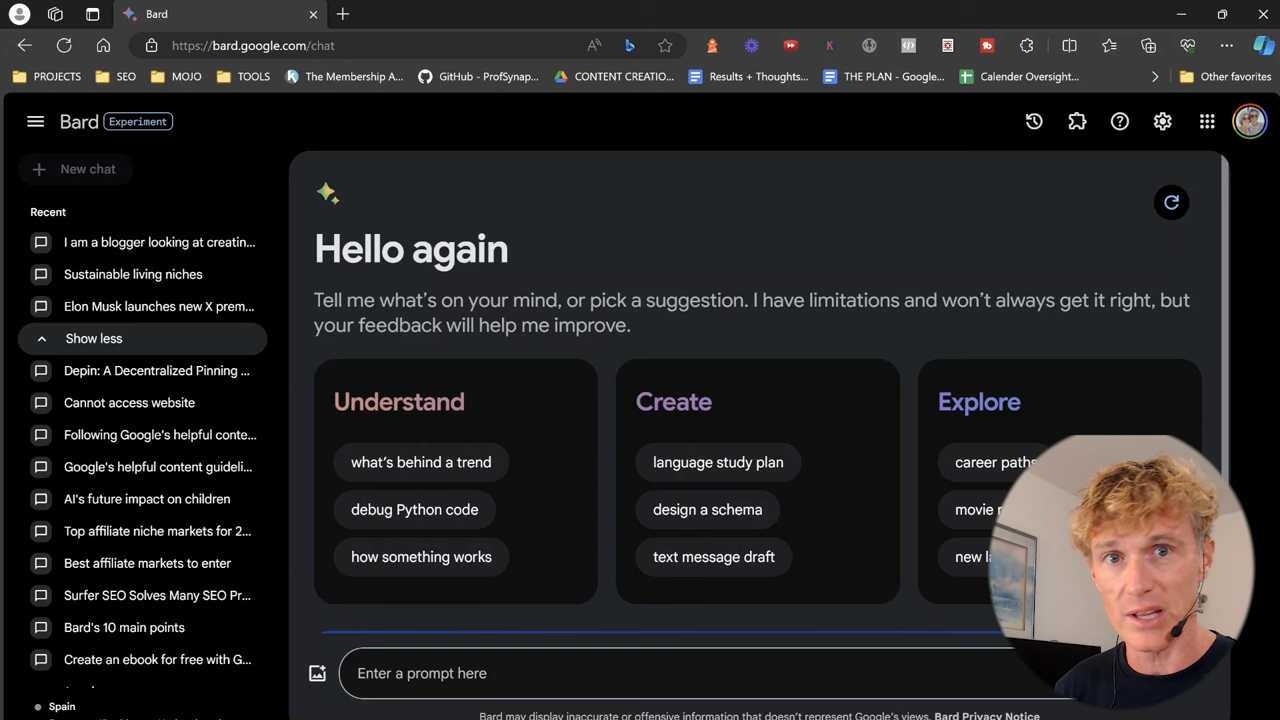 Bard
https://bard.google.com/chat
PROJECTS
SEO
MOJO
TOOLS
The Membership A...
GitHub - ProfSynap...
CONTENT CREATIO...
Results + Thoughts...
THE PLAN - Google...
Calender Oversight...
Other favorites
Bard Experiment
New chat
Recent
I am a blogger looking at creatin...
Sustainable living niches
Elon Musk launches new X prem...
Show less
Depin: A Decentralized Pinning ...
Cannot access website
Following Google's helpful conte...
Google's helpful content guideli...
AI's future impact on children
Top affiliate niche markets for 2...
Best affiliate markets to enter
Surfer SEO Solves Many SEO Pr...
Bard's 10 main points
Create an ebook for free with G...
Spain
Hello again
Tell me what's on your mind, or pick a suggestion. I have limitations and won't always get it right, but
your feedback will help me improve.
Understand
what's behind a trend
debug Python code
how something works
Create
language study plan
design a schema
text message draft
Explore
career paths
movie
new
Enter a prompt here
Bard may display inaccurate or offensive information that doesn't represent Google's views. Bard Privacy Notice